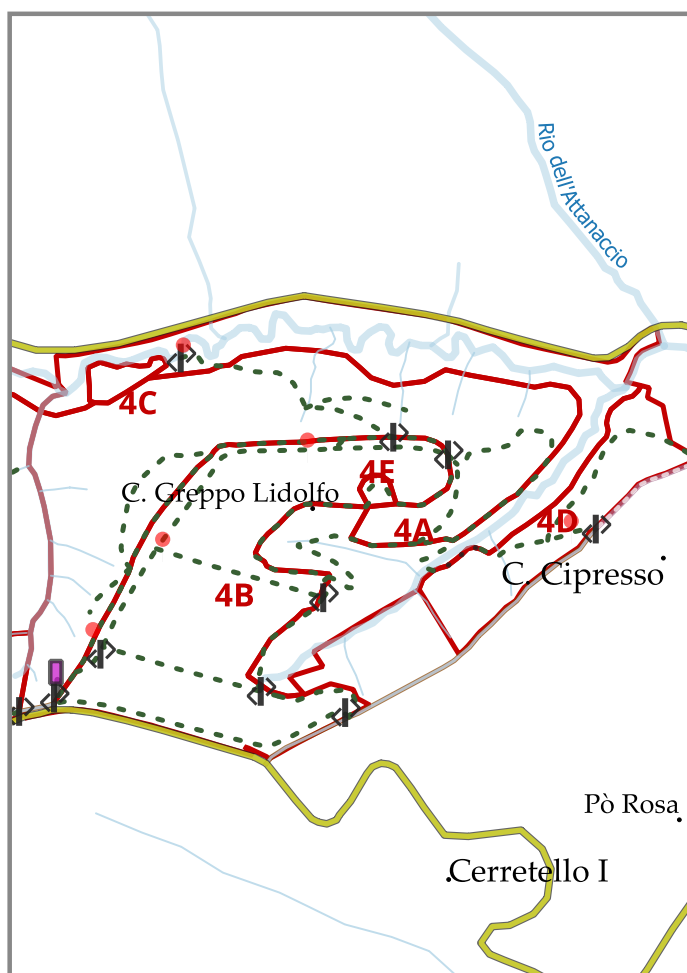 Rio dell'Attanaccio
4C
4E
C. Greppo Lidolfo
4A
4D
C. Cipresso
4B
Pò Rosa
Cerretello I